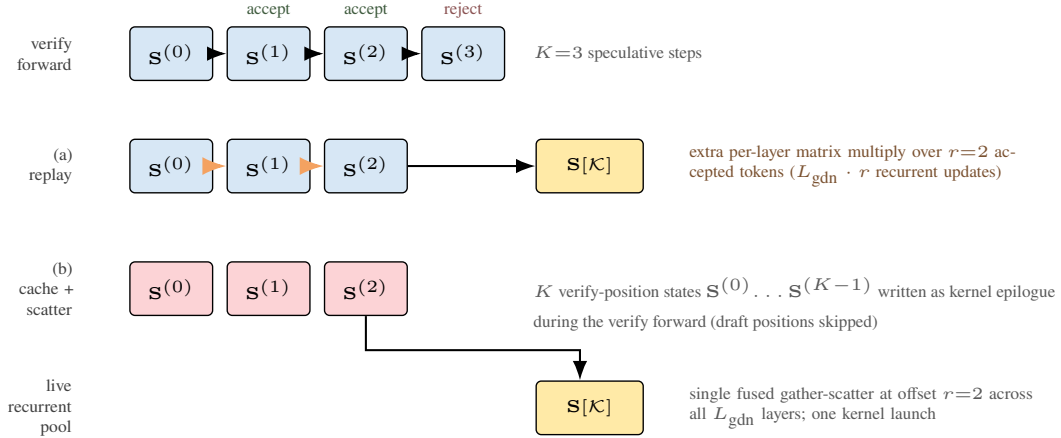 accept accept reject
verify forward
s^(0) s^(1) s^(2) s^(3)
K=3 speculative steps
(a) replay
s^(0) s^(1) s^(2) s[𝒦]
extra per-layer matrix multiply over r=2 ac-
cepted tokens (L_gdn · r recurrent updates)
(b) cache + scatter
s^(0) s^(1) s^(2)
K verify-position states s^(0) . . . s^(K−1) written as kernel epilogue
during the verify forward (draft positions skipped)
live recurrent pool
s[𝒦]
single fused gather-scatter at offset r=2 across
all L_gdn layers; one kernel launch